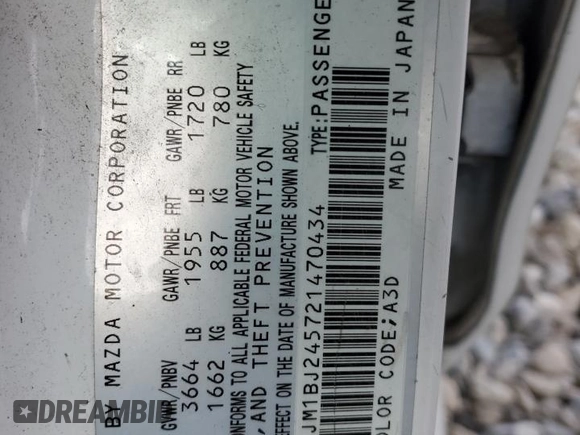 BY MAZDA MOTOR CORPORATION
GWVR/PNBV GAWR/PNBE FRT GAWR/PNBE RR
3664 LB 1955 LB 1720 LB
1662 KG 887 KG 780 KG
ONFORMS TO ALL APPLICABLE FEDERAL MOTOR VEHICLE SAFETY
, AND THEFT PREVENTION
EFFECT ON THE DATE OF MANUFACTURE SHOWN ABOVE.
JM1BJ245721470434 TYPE:PASSENGE
MADE IN JAPAN
OLOR CODE;A3D
DREAMBID